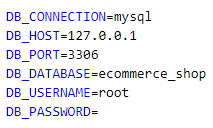 DB_CONNECTION=mysql
DB_HOST=127.0.0.1
DB_PORT=3306
DB_DATABASE=ecommerce_shop
DB_USERNAME=root
DB_PASSWORD=